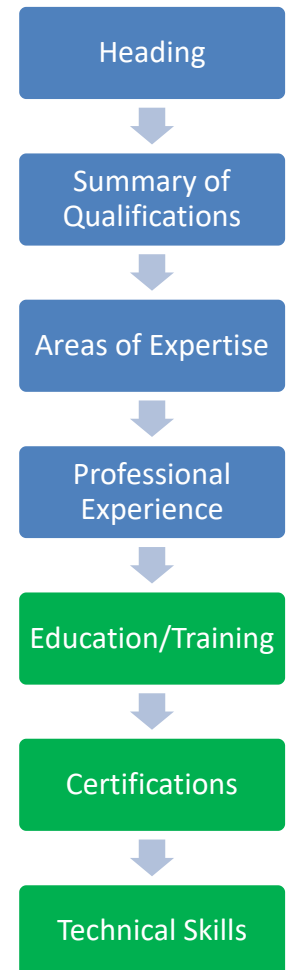 Heading
Summary of
Qualifications
Areas of Expertise
Professional
Experience
Education/Training
Certifications
Technical Skills